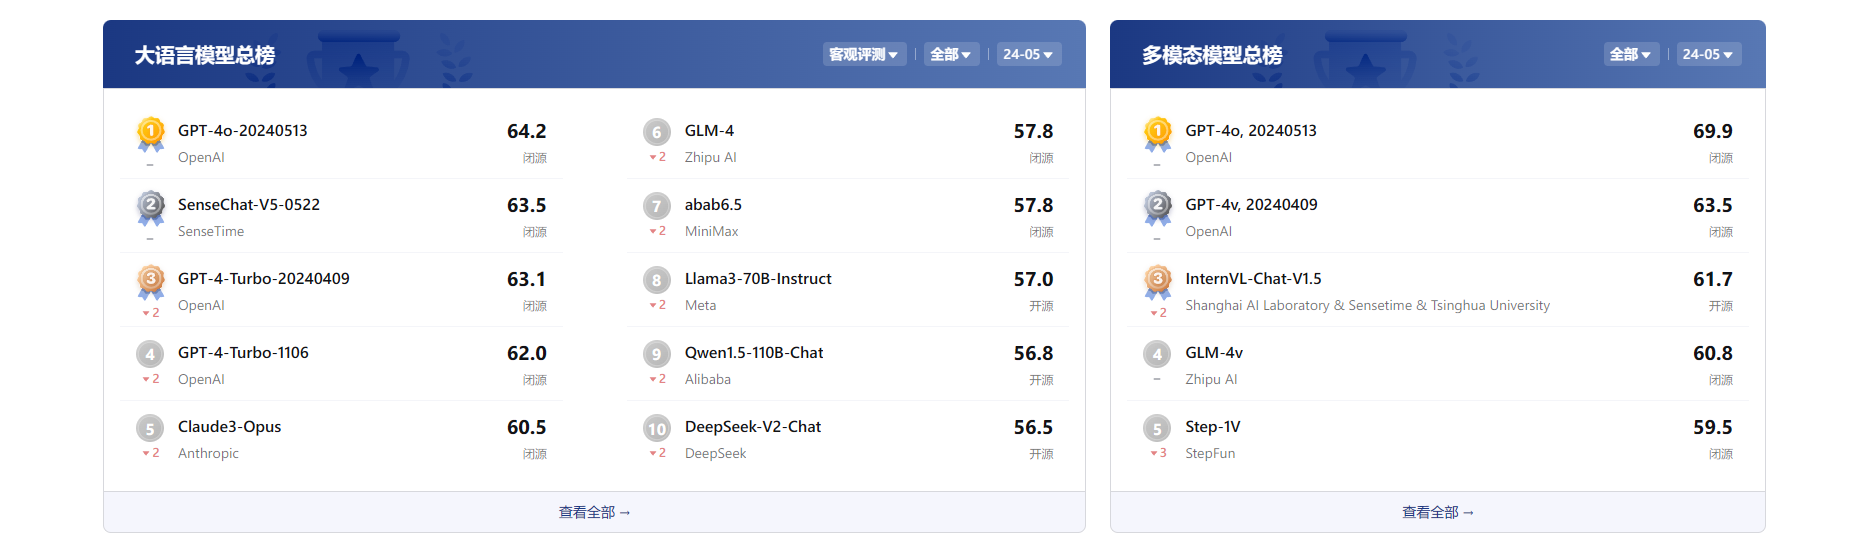 大语言模型总榜
客观评测 全部 24-05
1 GPT-4o-20240513 64.2
– OpenAI 闭源
2 SenseChat-V5-0522 63.5
– SenseTime 闭源
3 GPT-4-Turbo-20240409 63.1
▼2 OpenAI 闭源
4 GPT-4-Turbo-1106 62.0
▼2 OpenAI 闭源
5 Claude3-Opus 60.5
▼2 Anthropic 闭源
6 GLM-4 57.8
▼2 Zhipu AI 闭源
7 abab6.5 57.8
▼2 MiniMax 闭源
8 Llama3-70B-Instruct 57.0
▼2 Meta 开源
9 Qwen1.5-110B-Chat 56.8
▼2 Alibaba 开源
10 DeepSeek-V2-Chat 56.5
▼2 DeepSeek 开源
查看全部 →
多模态模型总榜
全部 24-05
1 GPT-4o, 20240513 69.9
– OpenAI 闭源
2 GPT-4v, 20240409 63.5
– OpenAI 闭源
3 InternVL-Chat-V1.5 61.7
▼2 Shanghai AI Laboratory & Sensetime & Tsinghua University 开源
4 GLM-4v 60.8
– Zhipu AI 闭源
5 Step-1V 59.5
▼3 StepFun 闭源
查看全部 →